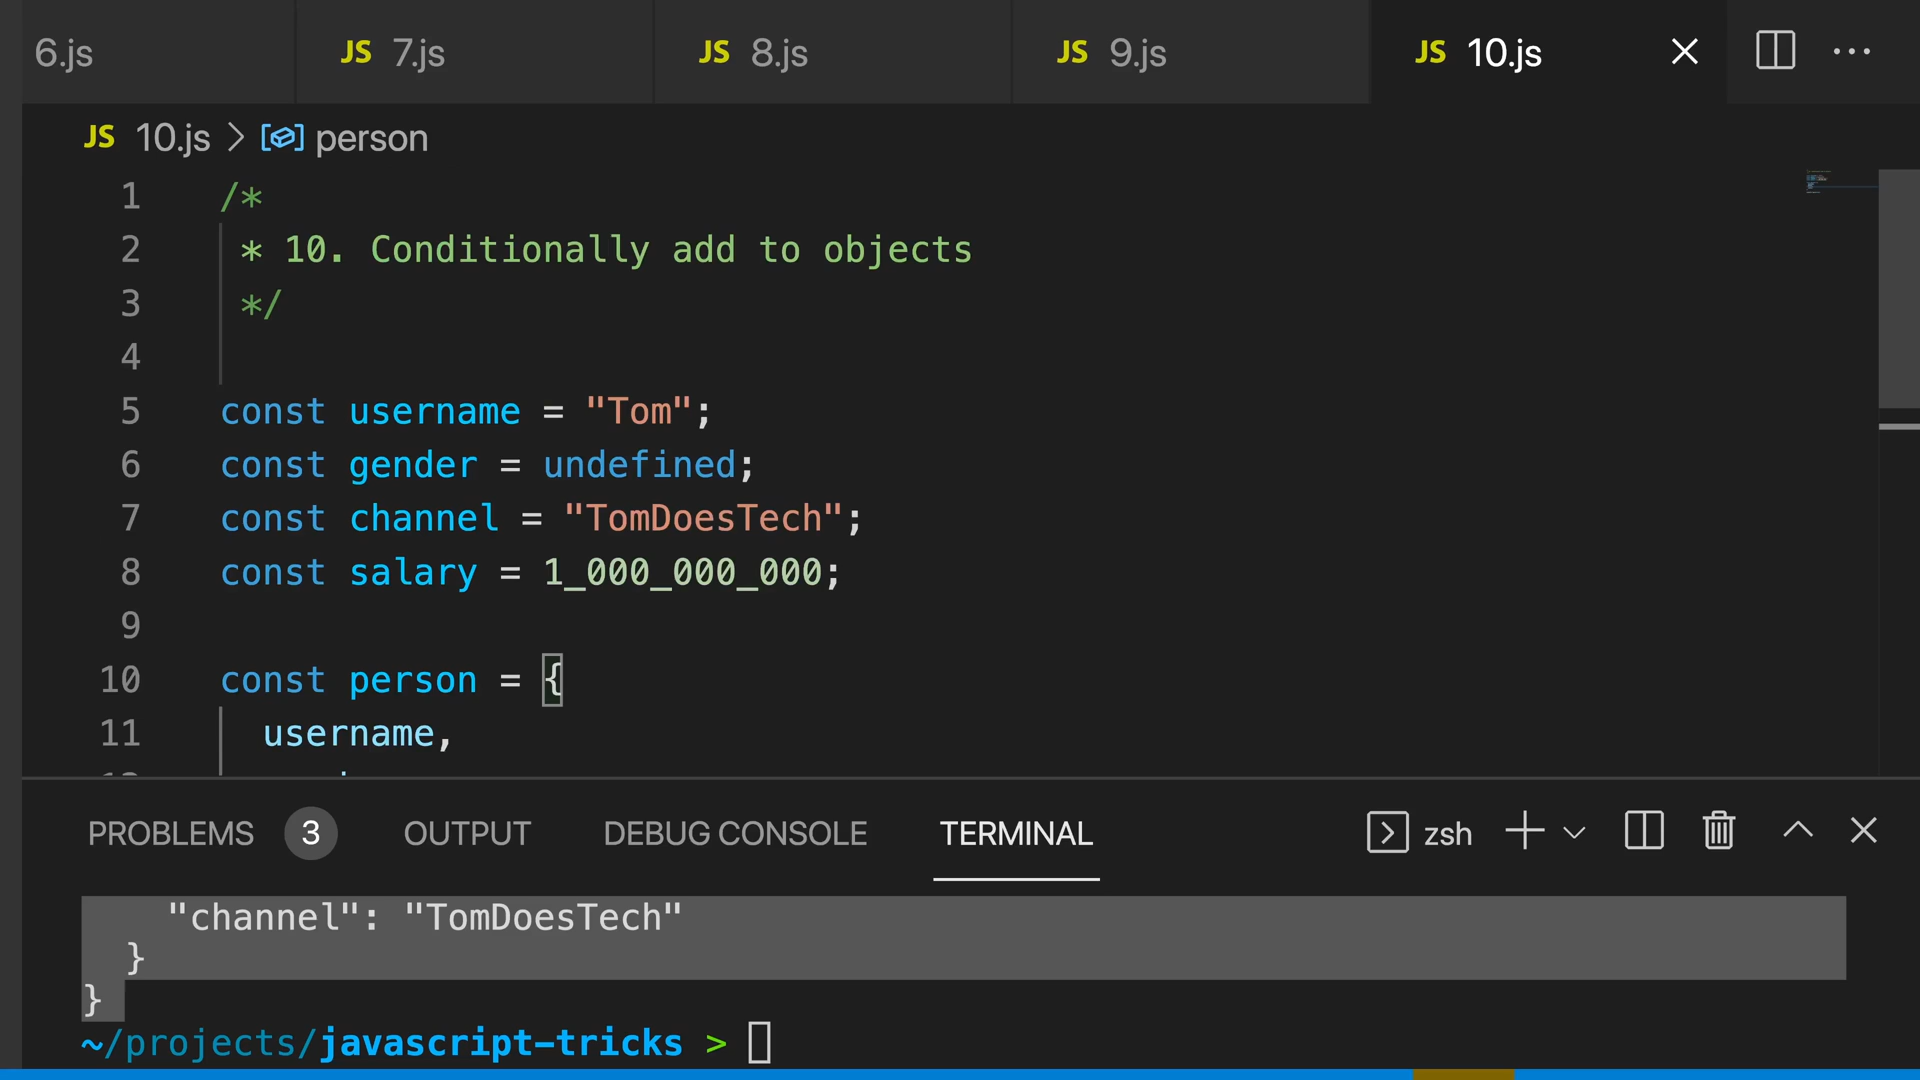 6.js JS 7.js JS 8.js JS 9.js JS 10.js
JS 10.js > person
1 /*
2 * 10. Conditionally add to objects
3 */
4
5 const username = "Tom";
6 const gender = undefined;
7 const channel = "TomDoesTech";
8 const salary = 1_000_000_000;
9
10 const person = {
11 username,
PROBLEMS 3 OUTPUT DEBUG CONSOLE TERMINAL zsh
"channel": "TomDoesTech"
}
}
~/projects/javascript-tricks >